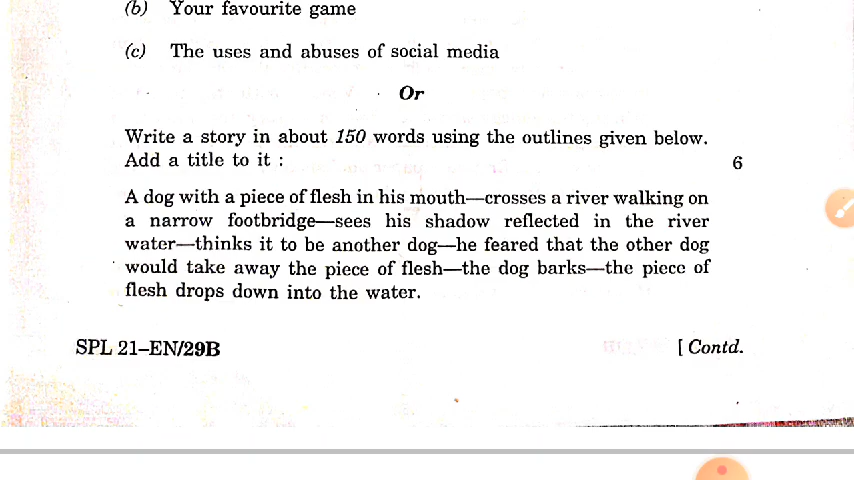 (b) Your favourite game
(c) The uses and abuses of social media
Or
Write a story in about 150 words using the outlines given below.
Add a title to it :
6
A dog with a piece of flesh in his mouth—crosses a river walking on
a narrow footbridge—sees his shadow reflected in the river
water—thinks it to be another dog—he feared that the other dog
would take away the piece of flesh—the dog barks—the piece of
flesh drops down into the water.
SPL 21–EN/29B
[ Contd.